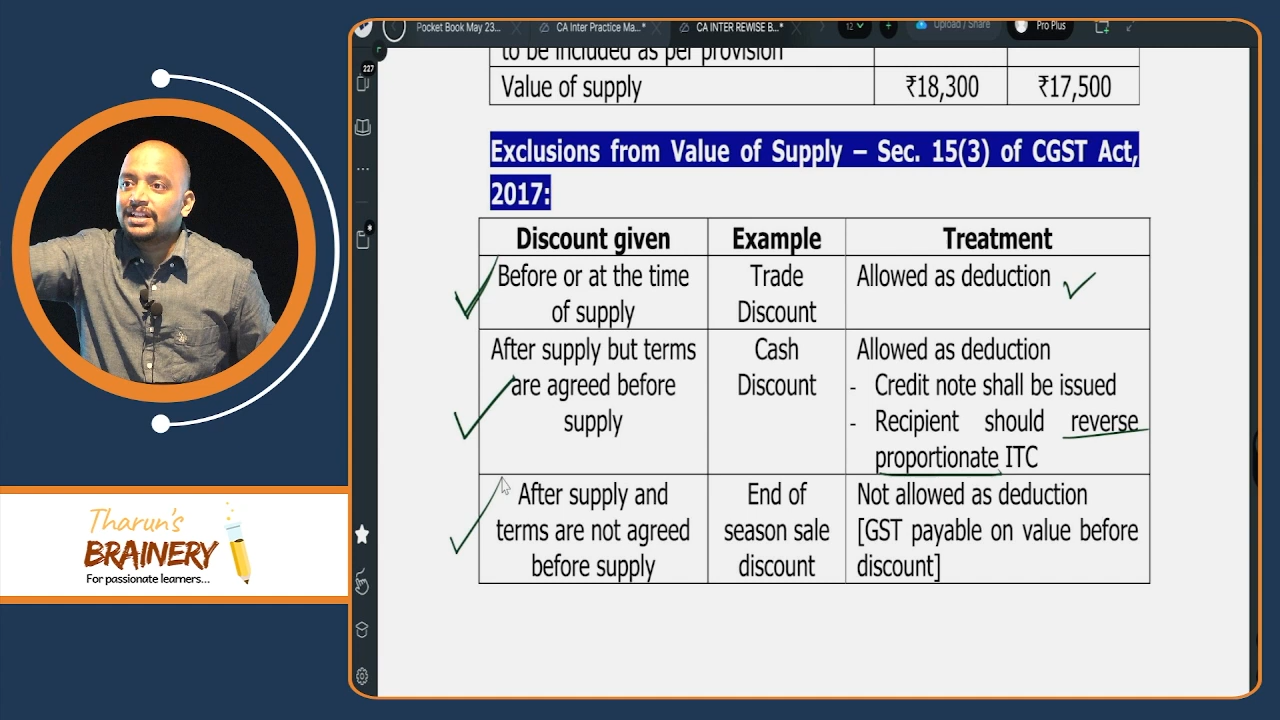 Pocket Book May 23...
CA Inter Practice Ma...*
CA INTER REWISE B...*
12
Upload / Share
Pro Plus
227
to be included as per provision
Value of supply ₹18,300 ₹17,500
Exclusions from Value of Supply – Sec. 15(3) of CGST Act,
2017:
Discount given Example Treatment
Before or at the time
of supply
Trade
Discount
Allowed as deduction
After supply but terms
are agreed before
supply
Cash
Discount
Allowed as deduction
- Credit note shall be issued
- Recipient should reverse
proportionate ITC
After supply and
terms are not agreed
before supply
End of
season sale
discount
Not allowed as deduction
[GST payable on value before
discount]
Tharun's
BRAINERY
For passionate learners...